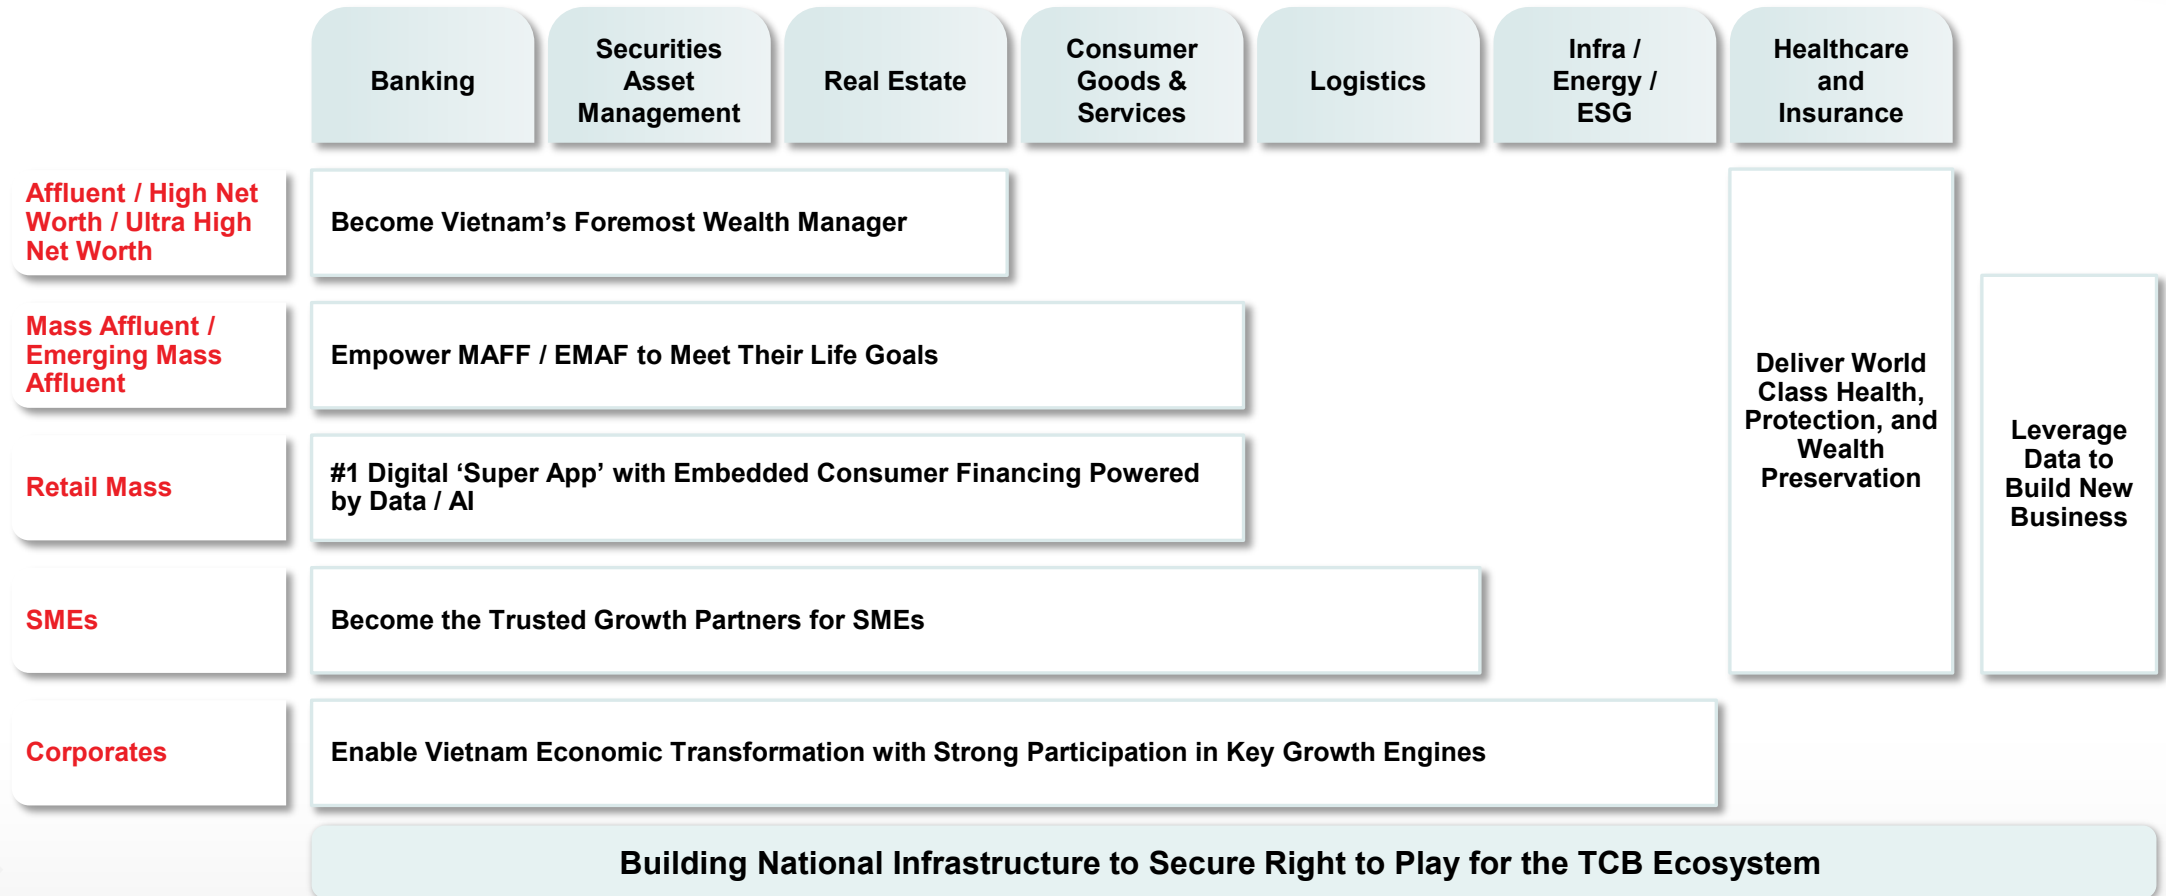 Banking
Securities
Asset
Management
Real Estate
Consumer
Goods &
Services
Logistics
Infra /
Energy /
ESG
Healthcare
and
Insurance
Affluent / High Net
Worth / Ultra High
Net Worth
Become Vietnam’s Foremost Wealth Manager
Mass Affluent /
Emerging Mass
Affluent
Empower MAFF / EMAF to Meet Their Life Goals
Retail Mass
#1 Digital ‘Super App’ with Embedded Consumer Financing Powered
by Data / AI
SMEs
Become the Trusted Growth Partners for SMEs
Corporates
Enable Vietnam Economic Transformation with Strong Participation in Key Growth Engines
Deliver World
Class Health,
Protection, and
Wealth
Preservation
Leverage
Data to
Build New
Business
Building National Infrastructure to Secure Right to Play for the TCB Ecosystem